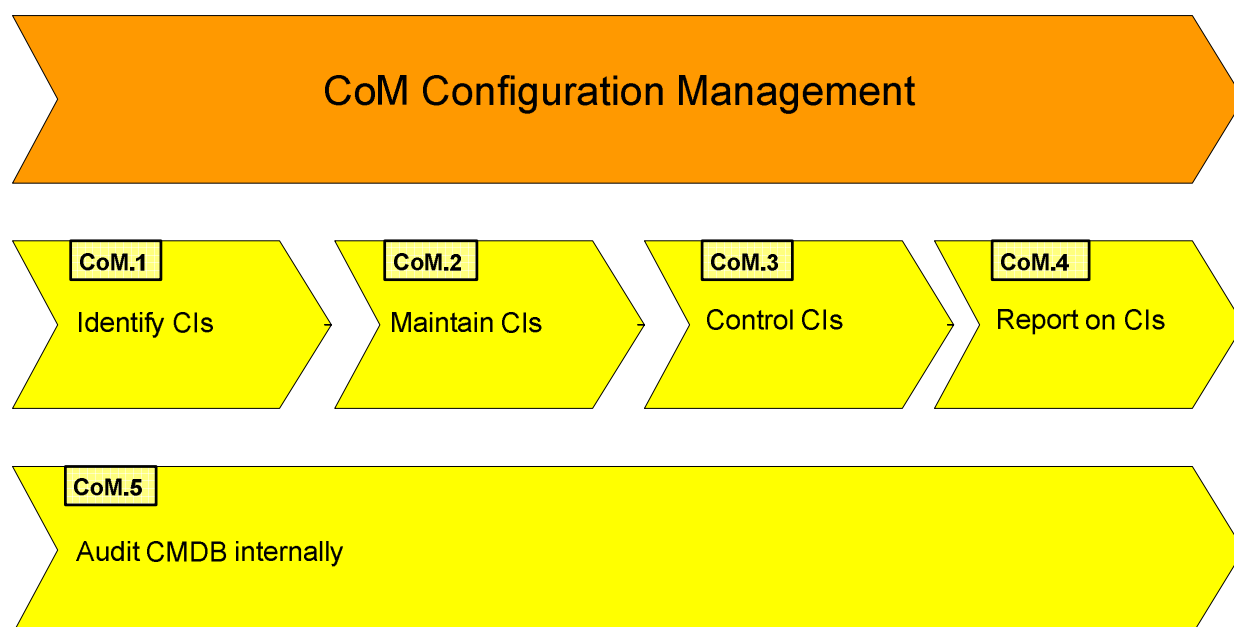 CoM Configuration Management
CoM.1
Identify CIs
CoM.2
Maintain CIs
CoM.3
Control CIs
CoM.4
Report on CIs
CoM.5
Audit CMDB internally